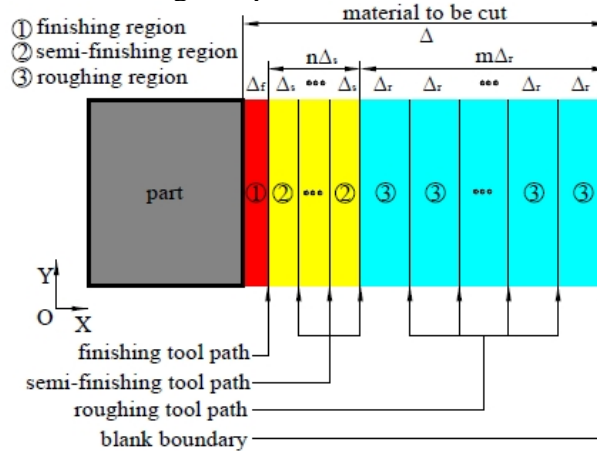 material to be cut
Δ
① finishing region
② semi-finishing region
③ roughing region
nΔs
mΔr
Δf Δs ••• Δs Δr Δr ••• Δr Δr
part ① ② ••• ② ③ ③ ••• ③ ③
Y
O
X
finishing tool path
semi-finishing tool path
roughing tool path
blank boundary